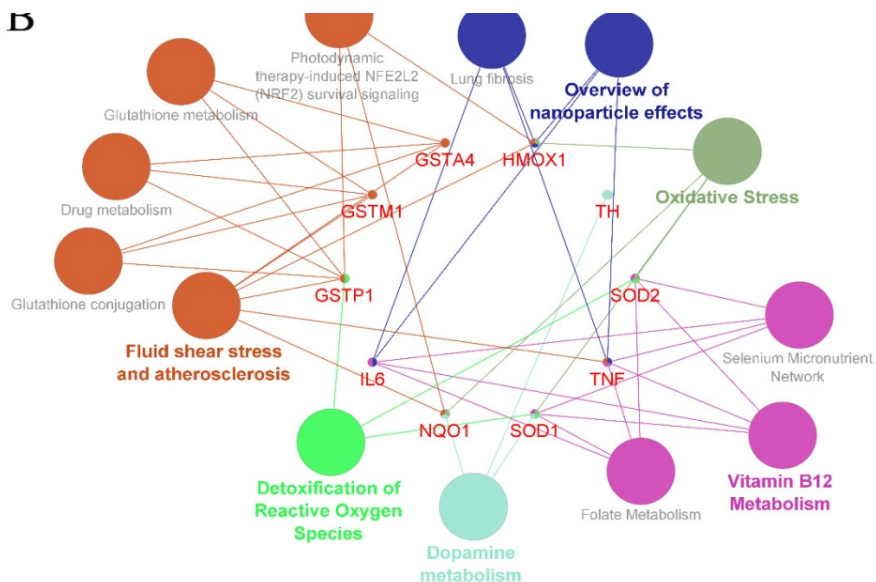 B
Photodynamic
therapy-induced NFE2L2
(NRF2) survival signaling
Lung fibrosis
Overview of
nanoparticle effects
Glutathione metabolism
GSTA4
HMOX1
Oxidative Stress
Drug metabolism
GSTM1
TH
Glutathione conjugation
GSTP1
SOD2
Fluid shear stress
and atherosclerosis
IL6
TNF
Selenium Micronutrient
Network
NQO1
SOD1
Detoxification of
Reactive Oxygen
Species
Folate Metabolism
Vitamin B12
Metabolism
Dopamine
metabolism